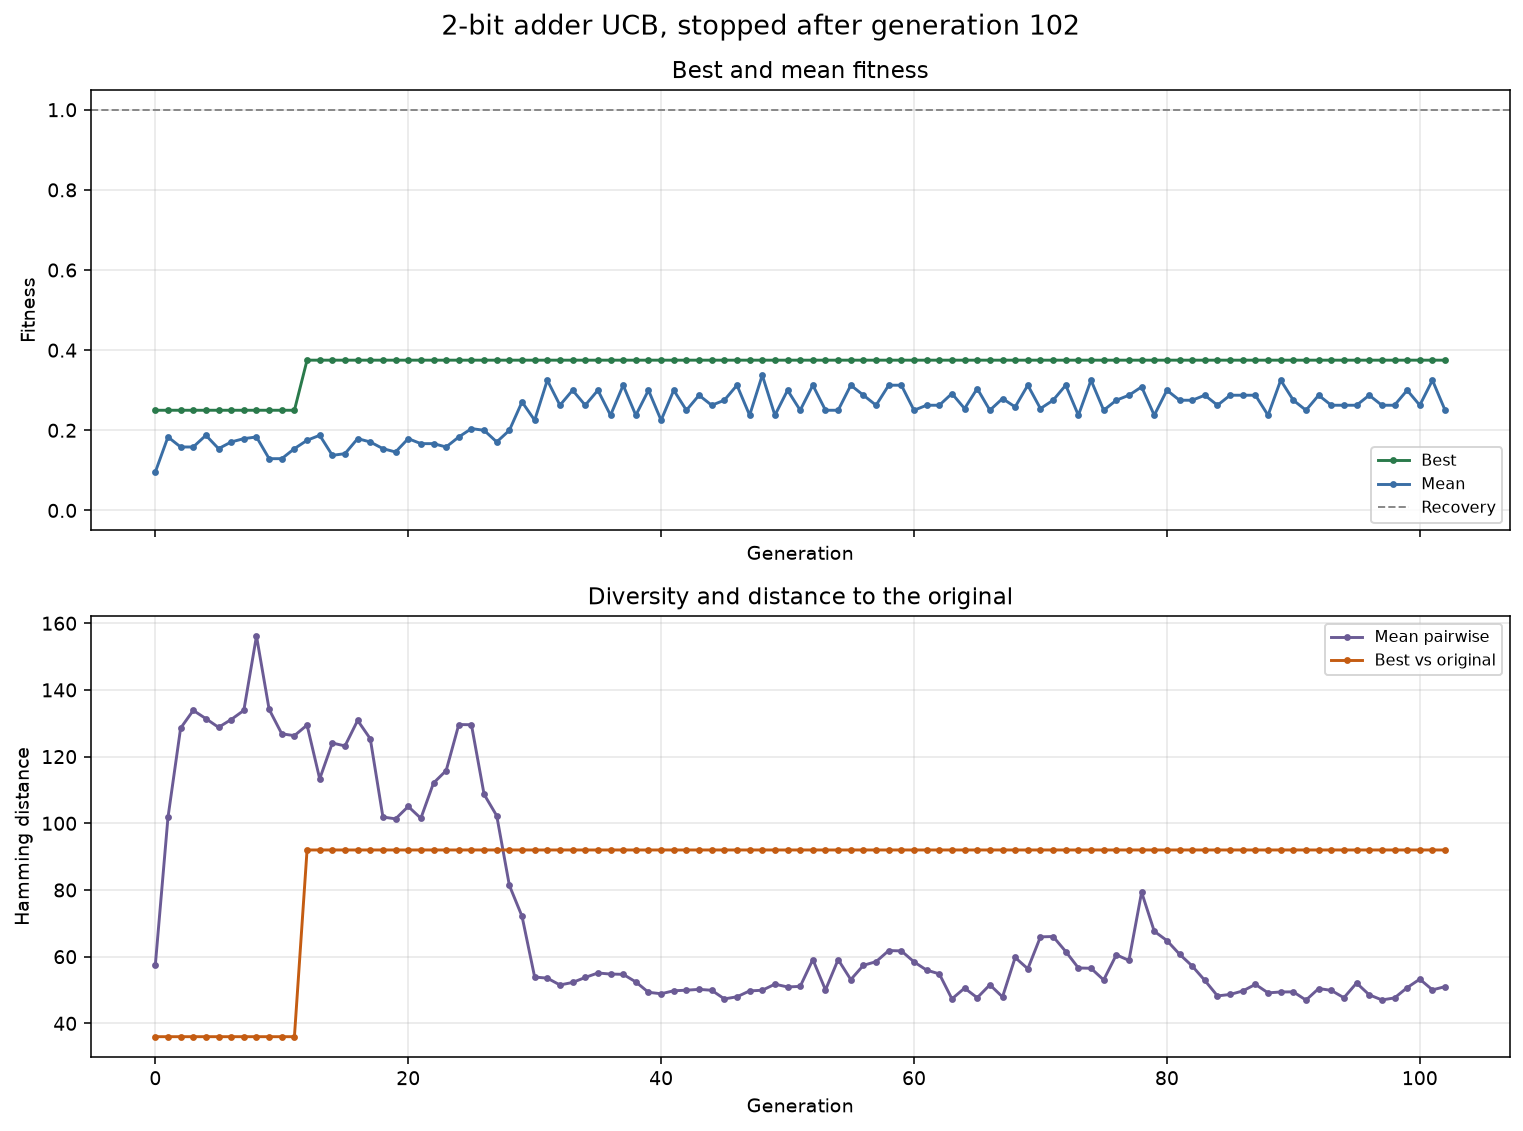 2-bit adder UCB, stopped after generation 102
Best and mean fitness
1.0
0.8
0.6
0.4
0.2
0.0
Fitness
Best
Mean
Recovery
Generation
Diversity and distance to the original
160
140
120
100
80
60
40
Hamming distance
Mean pairwise
Best vs original
0
20
40
60
80
100
Generation